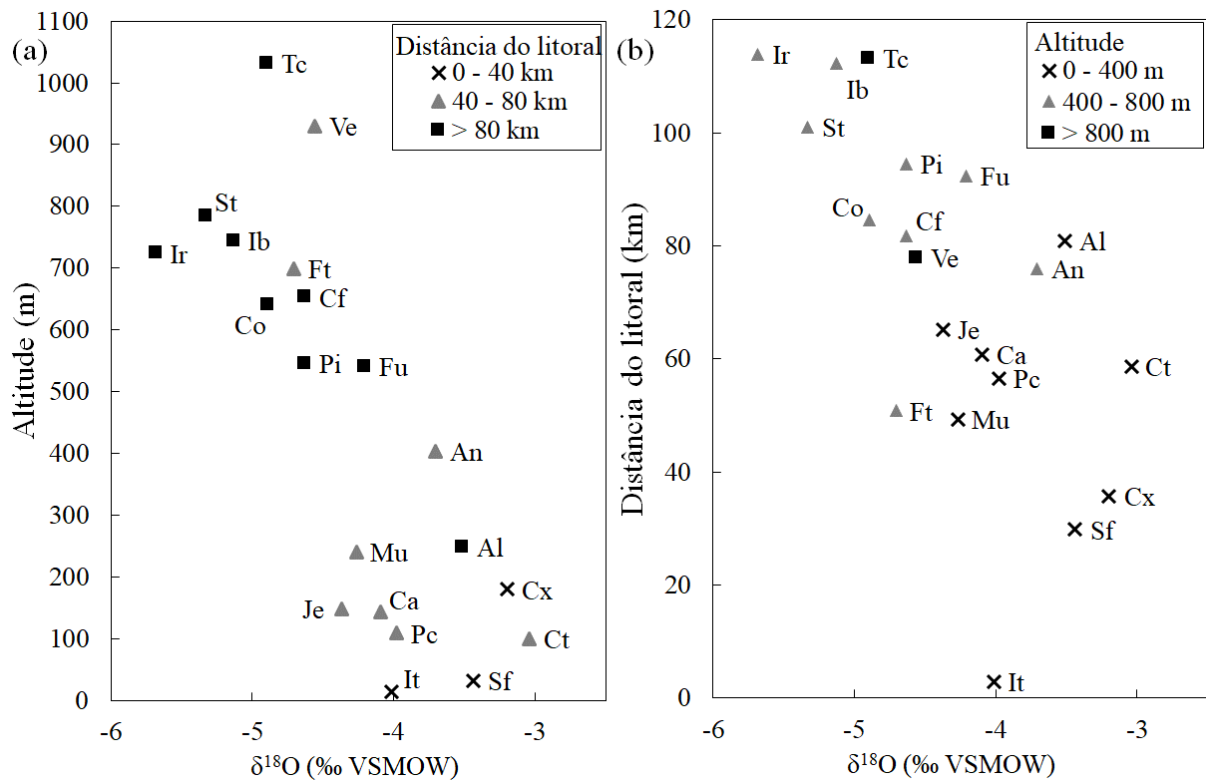 (a)
Altitude (m)
1100
1000
900
800
700
600
500
400
300
200
100
0
Distância do litoral
0 - 40 km
40 - 80 km
> 80 km
Tc
Ve
St
Ib
Ir
Ft
Cf
Co
Pi
Fu
An
Mu
Al
Cx
Je
Ca
Pc
Ct
It
Sf
-6
-5
-4
-3
δ¹⁸O (‰ VSMOW)
(b)
Distância do litoral (km)
120
100
80
60
40
20
0
Altitude
0 - 400 m
400 - 800 m
> 800 m
Ir
Tc
Ib
St
Pi
Fu
Co
Cf
Al
Ve
An
Je
Ca
Ct
Pc
Ft
Mu
Cx
Sf
It
-6
-5
-4
-3
δ¹⁸O (‰ VSMOW)